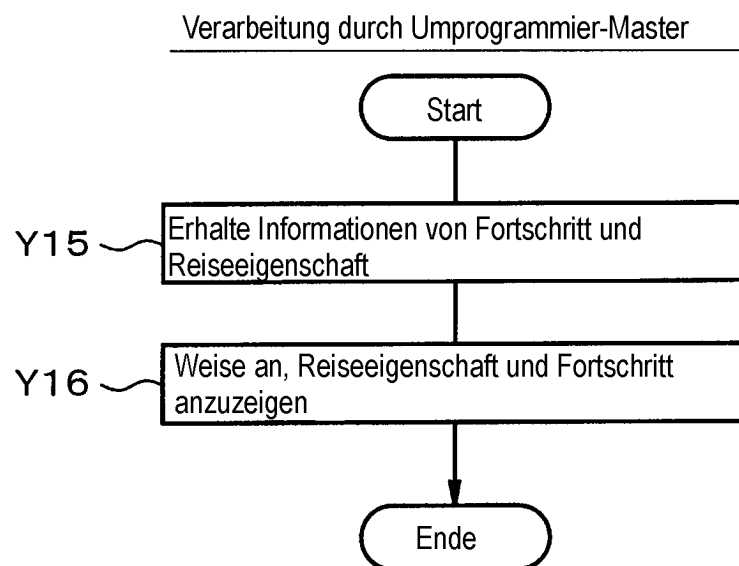 Verarbeitung durch Umprogrammier-Master
Start
Y15
Erhalte Informationen von Fortschritt und
Reiseeigenschaft
Y16
Weise an, Reiseeigenschaft und Fortschritt
anzuzeigen
Ende